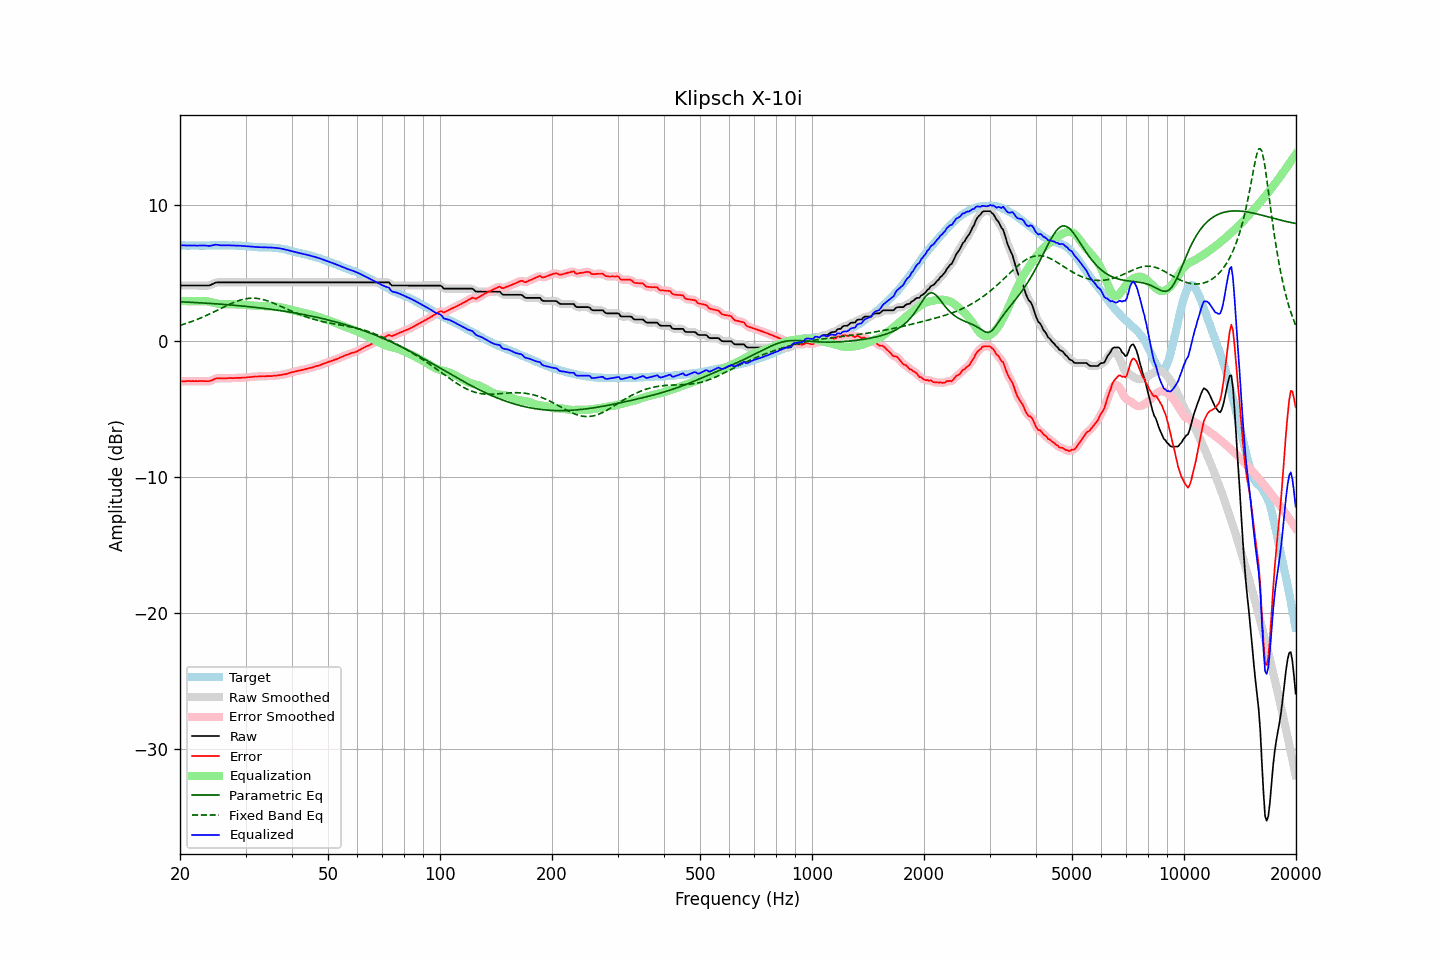 Klipsch X-10i
Amplitude (dBr)
10
0
−10
−20
−30
Target
Raw Smoothed
Error Smoothed
Raw
Error
Equalization
Parametric Eq
Fixed Band Eq
Equalized
20 50 100 200 500 1000 2000 5000 10000 20000
Frequency (Hz)